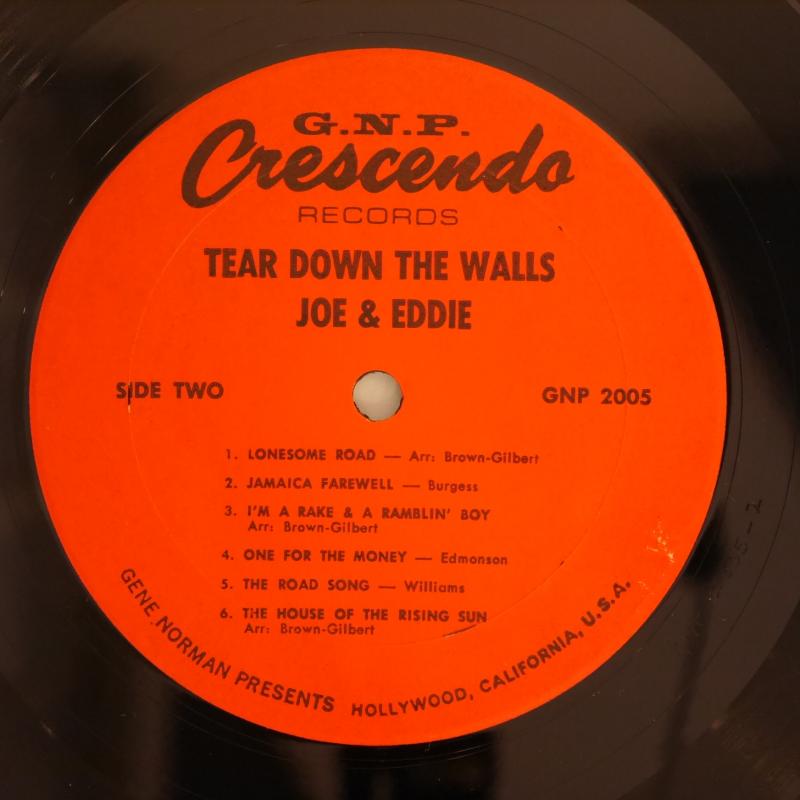 G.N.P.
Crescendo
RECORDS
TEAR DOWN THE WALLS
JOE & EDDIE
SIDE TWO
GNP 2005
1. LONESOME ROAD — Arr: Brown-Gilbert
2. JAMAICA FAREWELL — Burgess
3. I'M A RAKE & A RAMBLIN' BOY
Arr: Brown-Gilbert
4. ONE FOR THE MONEY — Edmonson
5. THE ROAD SONG — Williams
6. THE HOUSE OF THE RISING SUN
Arr: Brown-Gilbert
GENE NORMAN PRESENTS HOLLYWOOD, CALIFORNIA, U.S.A.